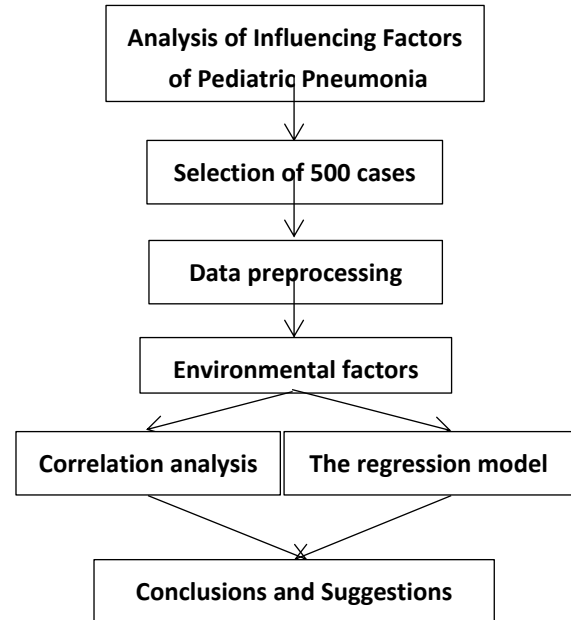 Analysis of Influencing Factors
of Pediatric Pneumonia
Selection of 500 cases
Data preprocessing
Environmental factors
Correlation analysis
The regression model
Conclusions and Suggestions